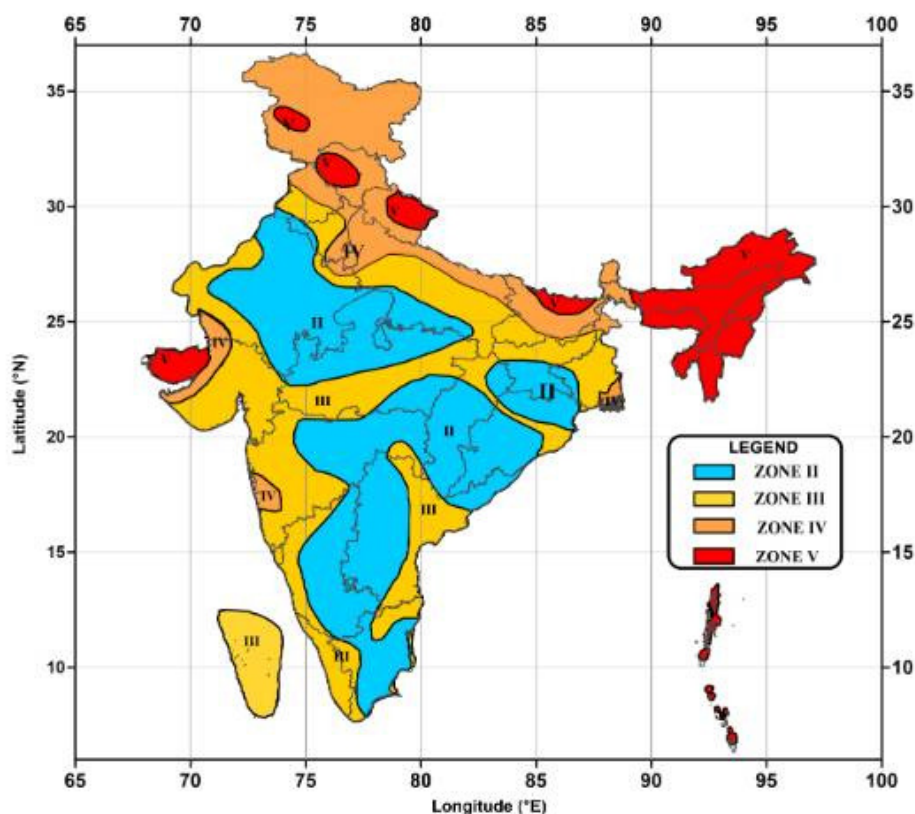 65 70 75 80 85 90 95 100
35 35
V
V
30 30
V
IV
V
V
25 25
II
IV
V
III
II
IV
II
20 20
LEGEND
ZONE II
ZONE III
ZONE IV
ZONE V
IV
III
15 15
III
III
10 10
65 70 75 80 85 90 95 100
Latitude (°N)
Longitude (°E)